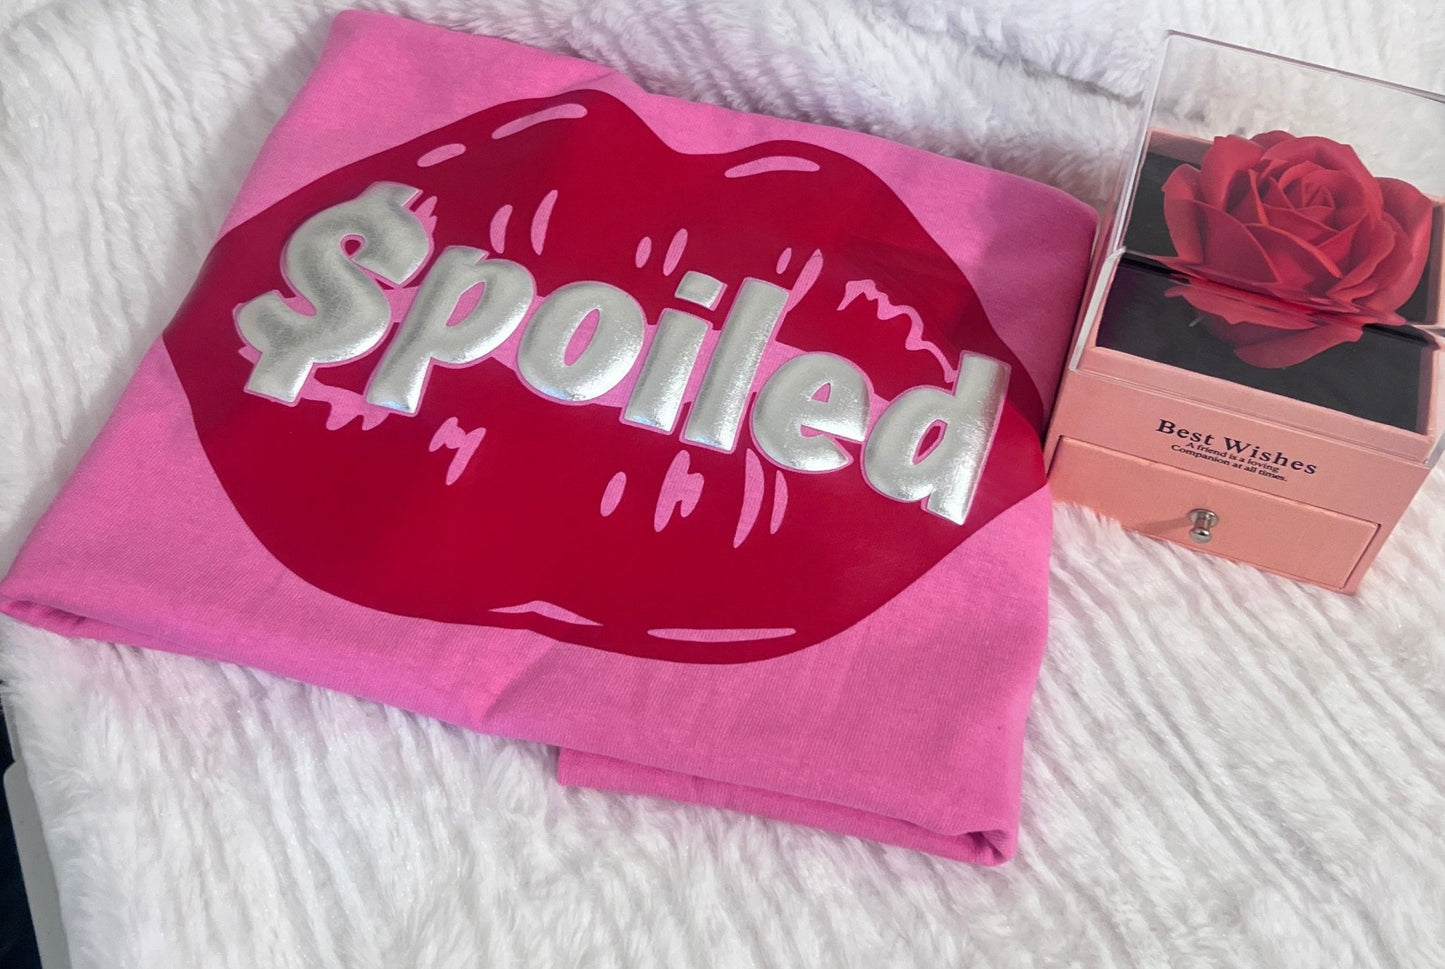 $poiled
Best Wishes
A friend is a loving
Companion at all times.